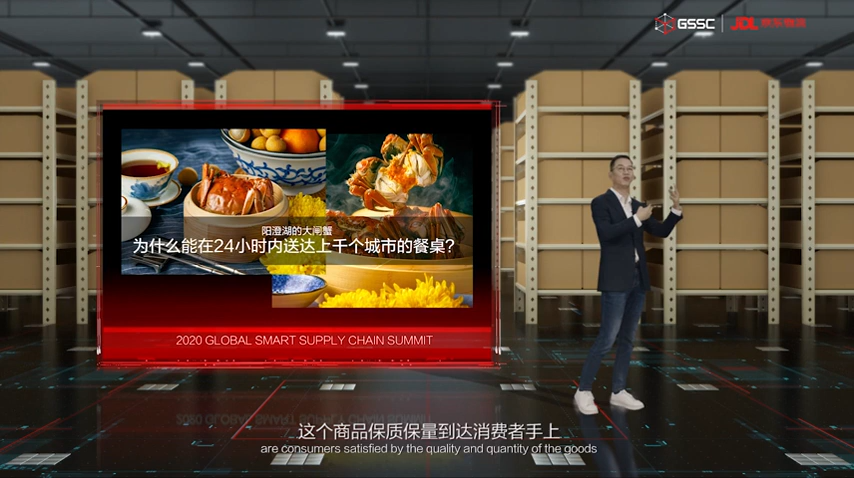 GSSC
JDL 京东物流
阳澄湖的大闸蟹
为什么能在24小时内送达上千个城市的餐桌?
2020 GLOBAL SMART SUPPLY CHAIN SUMMIT
这个商品保质保量到达消费者手上
are consumers satisfied by the quality and quantity of the goods